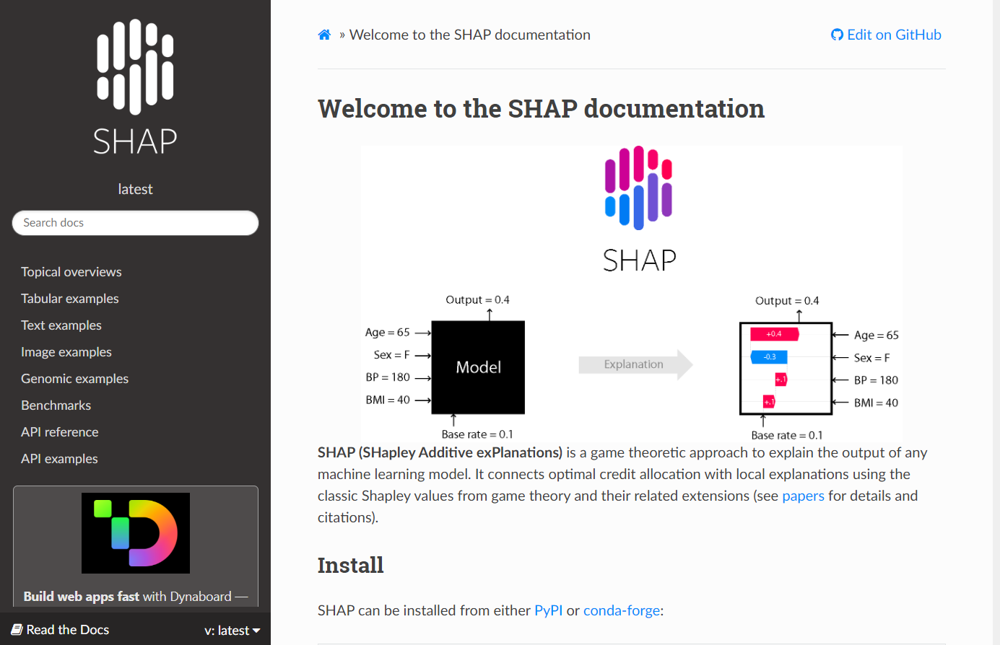 SHAP
latest
Search docs
Topical overviews
Tabular examples
Text examples
Image examples
Genomic examples
Benchmarks
API reference
API examples
Build web apps fast with Dynaboard —
Read the Docs
v: latest
» Welcome to the SHAP documentation
Edit on GitHub
Welcome to the SHAP documentation
SHAP
Output = 0.4
Age = 65
Sex = F
BP = 180
BMI = 40
Model
Base rate = 0.1
Explanation
Output = 0.4
+0.4
-0.3
+.1
+.1
Age = 65
Sex = F
BP = 180
BMI = 40
Base rate = 0.1
SHAP (SHapley Additive exPlanations) is a game theoretic approach to explain the output of any
machine learning model. It connects optimal credit allocation with local explanations using the
classic Shapley values from game theory and their related extensions (see papers for details and
citations).
Install
SHAP can be installed from either PyPI or conda-forge: